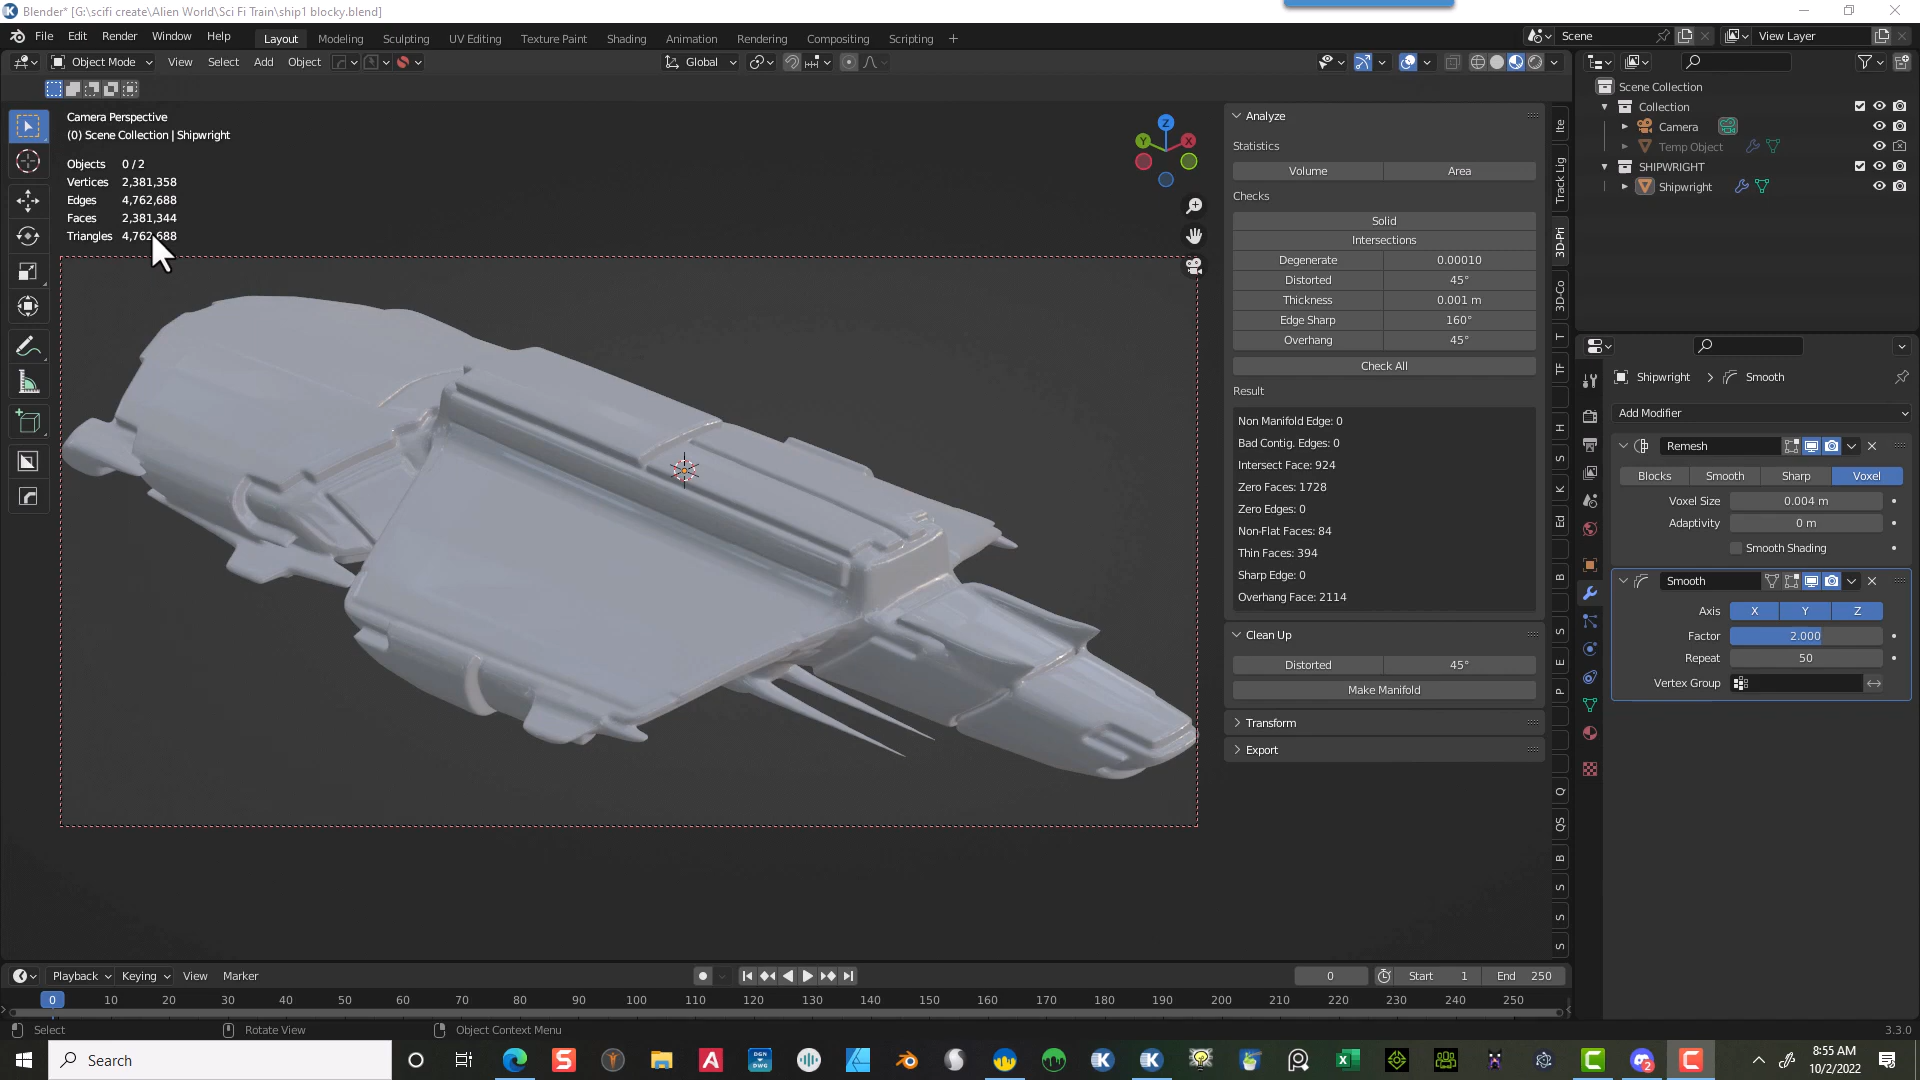 Blender* [G:\scifi create\Alien World\Sci Fi Train\ship1 blocky.blend]
File Edit Render Window Help Layout Modeling Sculpting UV Editing Texture Paint Shading Animation Rendering Compositing Scripting + Scene View Layer
Object Mode View Select Add Object Global
Camera Perspective
(0) Scene Collection | Shipwright
Objects 0 / 2
Vertices 2,381,358
Edges 4,762,688
Faces 2,381,344
Triangles 4,762,688
Z
Y X
Analyze
Statistics
Volume Area
Checks
Solid
Intersections
Degenerate 0.00010
Distorted 45°
Thickness 0.001 m
Edge Sharp 160°
Overhang 45°
Check All
Result
Non Manifold Edge: 0
Bad Contig. Edges: 0
Intersect Face: 924
Zero Faces: 1728
Zero Edges: 0
Non-Flat Faces: 84
Thin Faces: 394
Sharp Edge: 0
Overhang Face: 2114
Clean Up
Distorted 45°
Make Manifold
Transform
Export
Ite
Track Lig
3D-Pri
3D-Co
T
TF
H
S
K
Ed
B
S
E
P
Q
QS
B
S
S
S
Scene Collection
Collection
Camera
Temp Object
SHIPWRIGHT
Shipwright
Shipwright > Smooth
Add Modifier
Remesh
Blocks Smooth Sharp Voxel
Voxel Size 0.004 m
Adaptivity 0 m
Smooth Shading
Smooth
Axis X Y Z
Factor 2.000
Repeat 50
Vertex Group
Playback Keying View Marker 0 Start 1 End 250
0 10 20 30 40 50 60 70 80 90 100 110 120 130 140 150 160 170 180 190 200 210 220 230 240 250
Select Rotate View Object Context Menu 3.3.0
Search
8:55 AM
10/2/2022